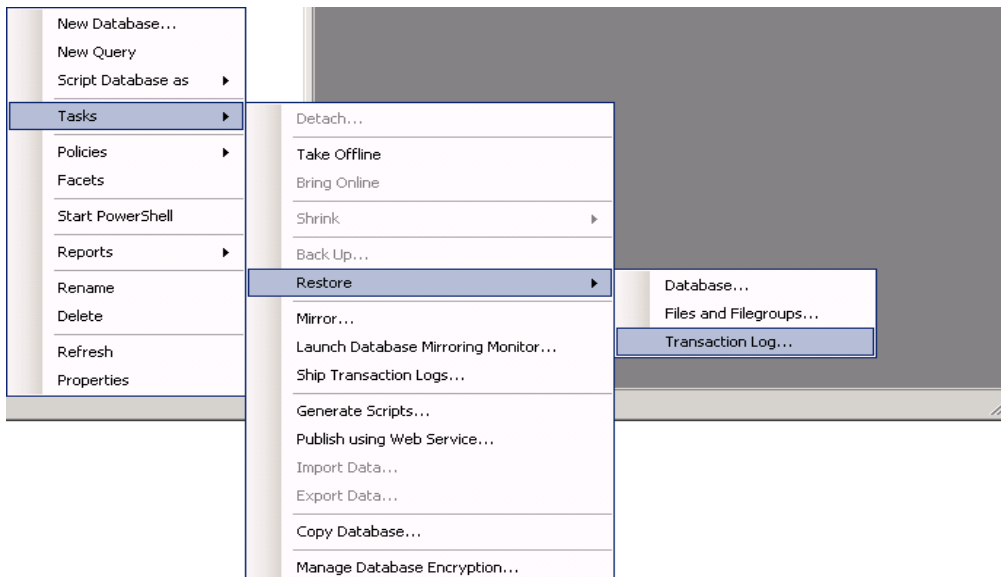 New Database...
New Query
Script Database as
Tasks
Policies
Facets
Start PowerShell
Reports
Rename
Delete
Refresh
Properties
Detach...
Take Offline
Bring Online
Shrink
Back Up...
Restore
Mirror...
Launch Database Mirroring Monitor...
Ship Transaction Logs...
Generate Scripts...
Publish using Web Service...
Import Data...
Export Data...
Copy Database...
Manage Database Encryption...
Database...
Files and Filegroups...
Transaction Log...